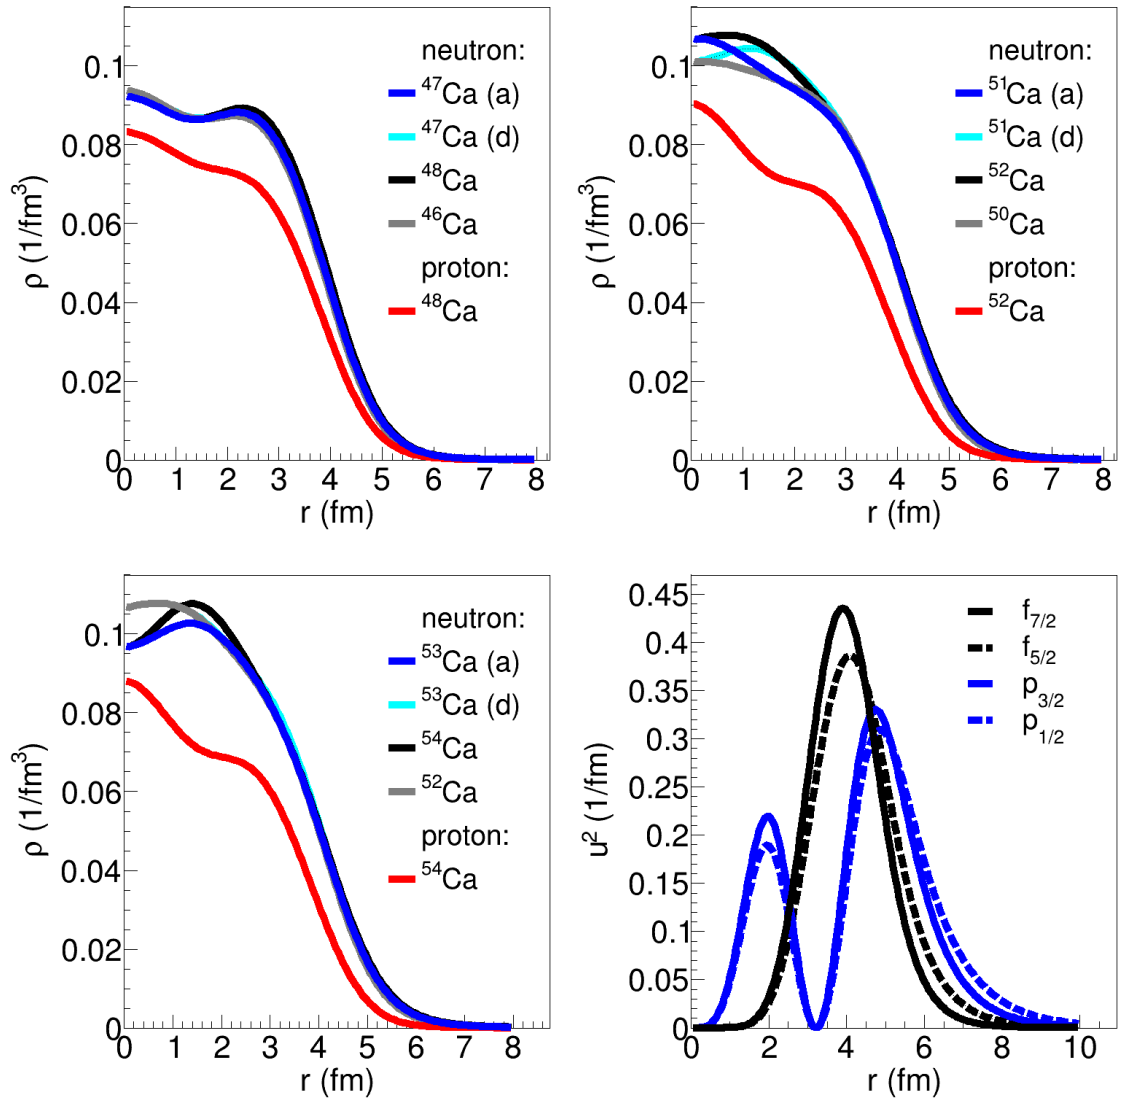 ρ (1/fm³)
0.1
0.08
0.06
0.04
0.02
0
0 1 2 3 4 5 6 7 8
r (fm)
neutron:
⁴⁷Ca (a)
⁴⁷Ca (d)
⁴⁸Ca
⁴⁶Ca
proton:
⁴⁸Ca
ρ (1/fm³)
0.1
0.08
0.06
0.04
0.02
0
0 1 2 3 4 5 6 7 8
r (fm)
neutron:
⁵¹Ca (a)
⁵¹Ca (d)
⁵²Ca
⁵⁰Ca
proton:
⁵²Ca
ρ (1/fm³)
0.1
0.08
0.06
0.04
0.02
0
0 1 2 3 4 5 6 7 8
r (fm)
neutron:
⁵³Ca (a)
⁵³Ca (d)
⁵⁴Ca
⁵²Ca
proton:
⁵⁴Ca
u² (1/fm)
0.45
0.4
0.35
0.3
0.25
0.2
0.15
0.1
0.05
0
0 2 4 6 8 10
r (fm)
f₇/₂
f₅/₂
p₃/₂
p₁/₂